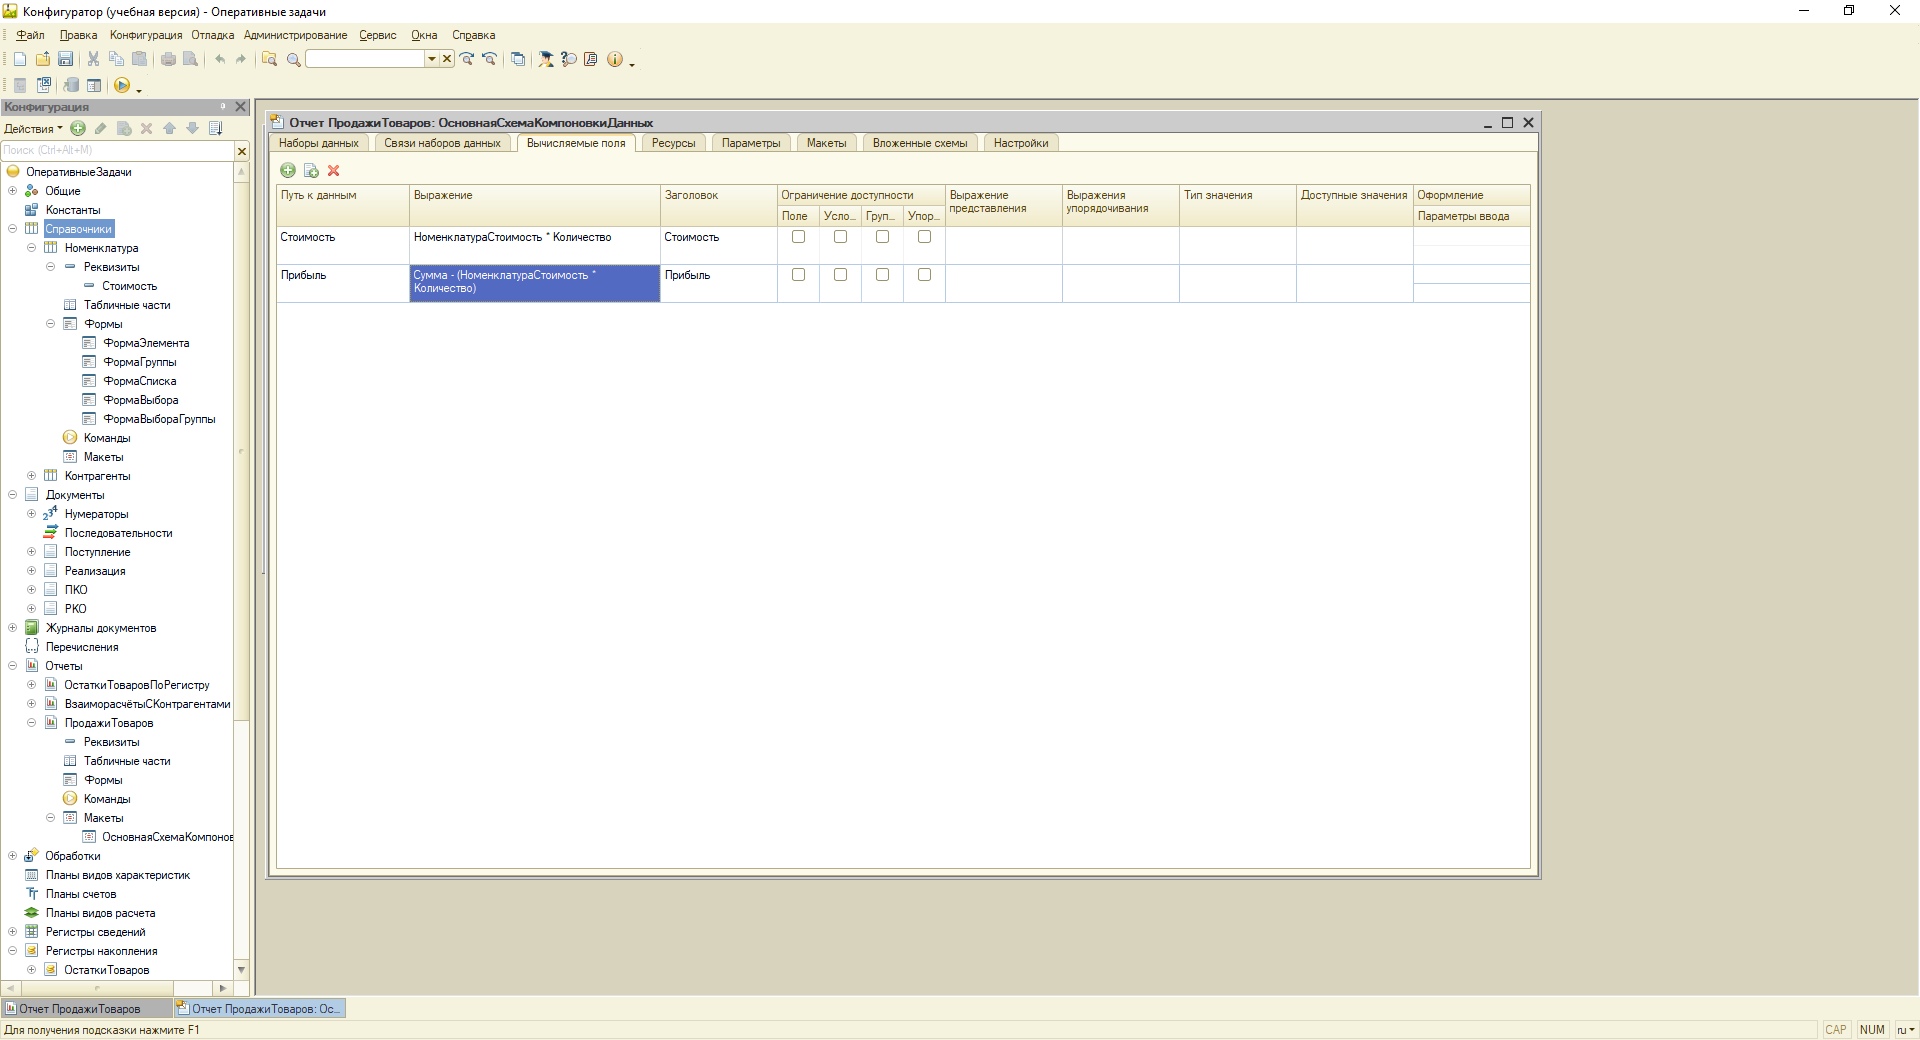 Конфигуратор (учебная версия) - Оперативные задачи
Файл Правка Конфигурация Отладка Администрирование Сервис Окна Справка
Конфигурация
Действия
Поиск (Ctrl+Alt+M)
ОперативныеЗадачи
Общие
Константы
Справочники
Номенклатура
Реквизиты
Стоимость
Табличные части
Формы
ФормаЭлемента
ФормаГруппы
ФормаСписка
ФормаВыбора
ФормаВыбораГруппы
Команды
Макеты
Контрагенты
Документы
Нумераторы
Последовательности
Поступление
Реализация
ПКО
РКО
Журналы документов
Перечисления
Отчеты
ОстаткиТоваровПоРегистру
ВзаиморасчётыСКонтрагентами
ПродажиТоваров
Реквизиты
Табличные части
Формы
Команды
Макеты
ОсновнаяСхемаКомпонов
Обработки
Планы видов характеристик
Планы счетов
Планы видов расчета
Регистры сведений
Регистры накопления
ОстаткиТоваров
Отчет ПродажиТоваров: ОсновнаяСхемаКомпоновкиДанных
Наборы данных Связи наборов данных Вычисляемые поля Ресурсы Параметры Макеты Вложенные схемы Настройки
Путь к данным Выражение Заголовок Ограничение доступности Выражение представления Выражения упорядочивания Тип значения Доступные значения Оформление
Поле Усло... Груп... Упор... Параметры ввода
Стоимость НоменклатураСтоимость * Количество Стоимость
Прибыль Сумма - (НоменклатураСтоимость * Количество) Прибыль
Отчет ПродажиТоваров Отчет ПродажиТоваров: Ос...
Для получения подсказки нажмите F1 CAP NUM ru